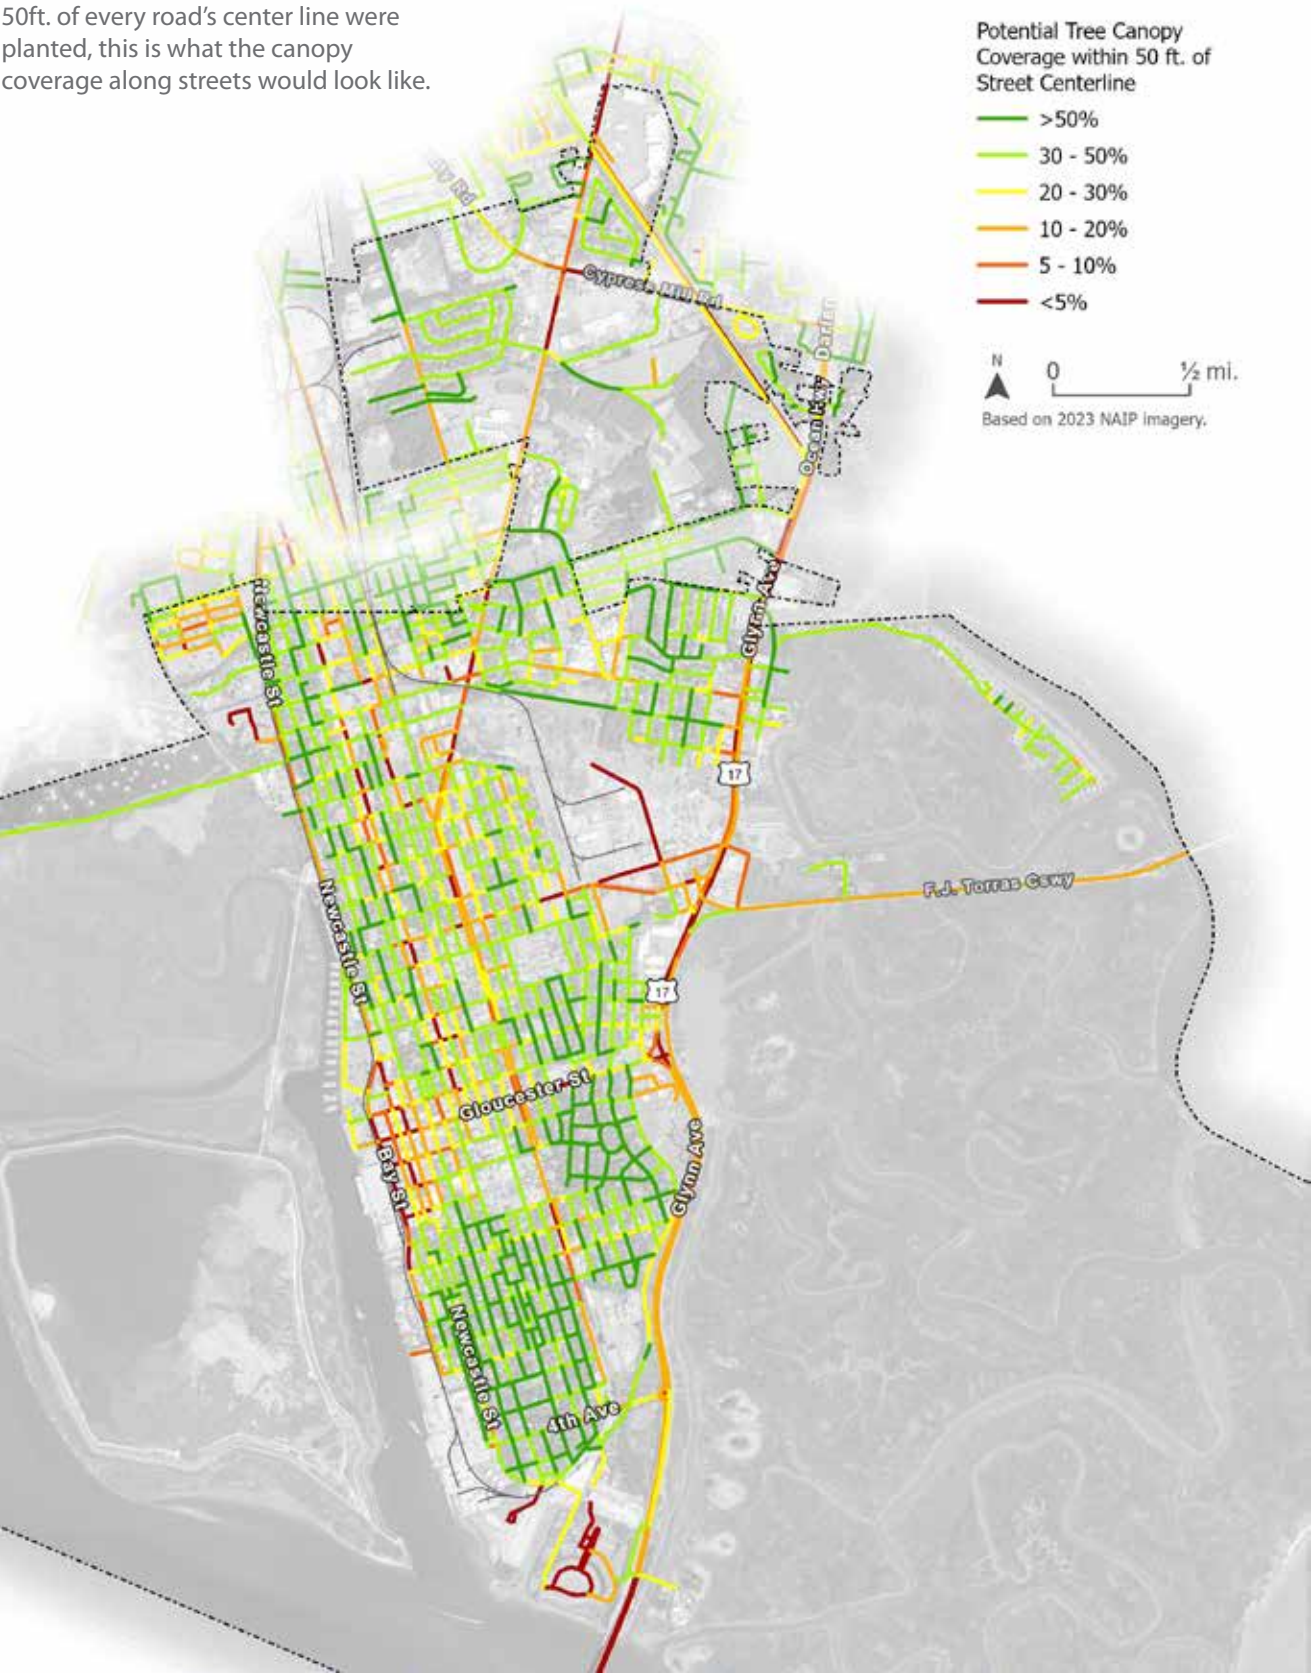 50ft. of every road's center line were
planted, this is what the canopy
coverage along streets would look like.
Potential Tree Canopy
Coverage within 50 ft. of
Street Centerline
>50%
30 - 50%
20 - 30%
10 - 20%
5 - 10%
<5%
N
0
½ mi.
Based on 2023 NAIP imagery.
Rd
Cypress Mill Rd
Ocean Hwy
Glynn Ave
Newcastle St
17
F.J. Torras Cswy
Newcastle St
17
Gloucester St
Bay St
Glynn Ave
Newcastle St
4th Ave